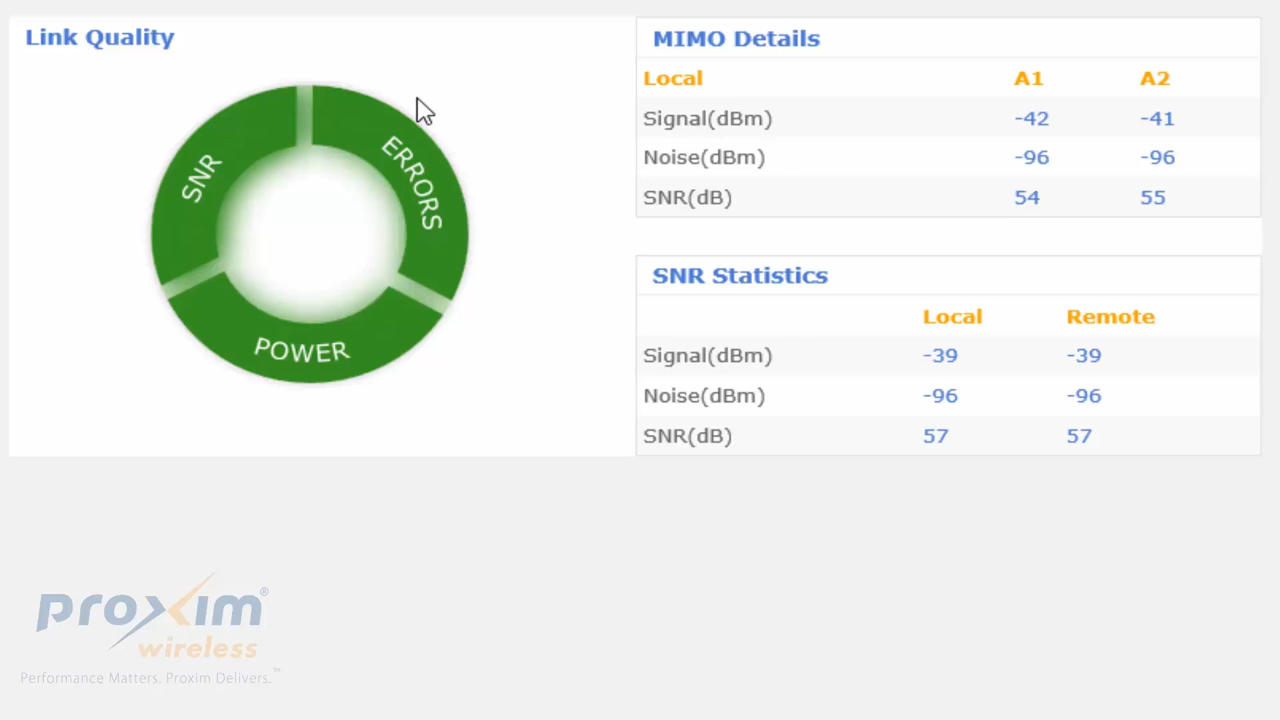 Link Quality
SNR
ERRORS
POWER
MIMO Details
Local A1 A2
Signal(dBm) -42 -41
Noise(dBm) -96 -96
SNR(dB) 54 55
SNR Statistics
Local Remote
Signal(dBm) -39 -39
Noise(dBm) -96 -96
SNR(dB) 57 57
proxim®
wireless
Performance Matters. Proxim Delivers.™